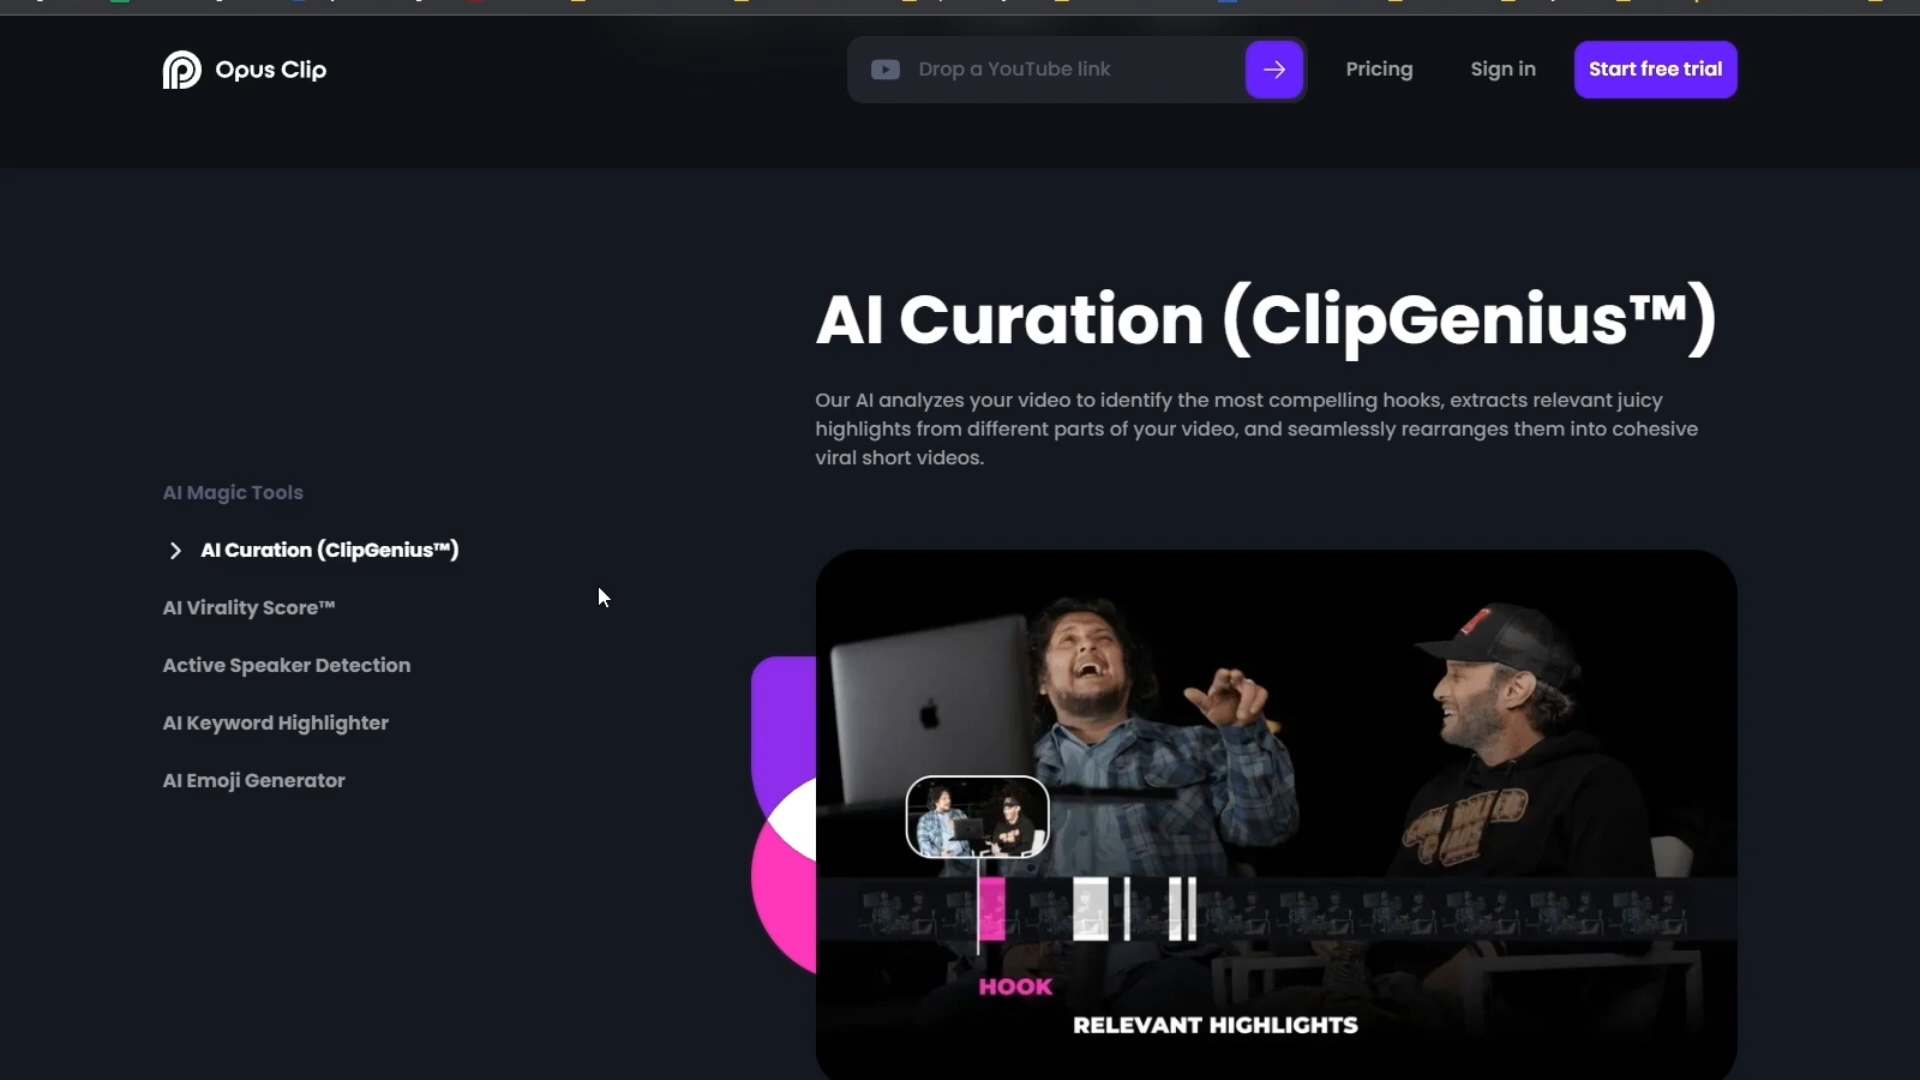 Opus Clip
Drop a YouTube link
Pricing
Sign in
Start free trial
AI Curation (ClipGenius™)
Our AI analyzes your video to identify the most compelling hooks, extracts relevant juicy
highlights from different parts of your video, and seamlessly rearranges them into cohesive
viral short videos.
AI Magic Tools
AI Curation (ClipGenius™)
AI Virality Score™
Active Speaker Detection
AI Keyword Highlighter
AI Emoji Generator
HOOK
RELEVANT HIGHLIGHTS